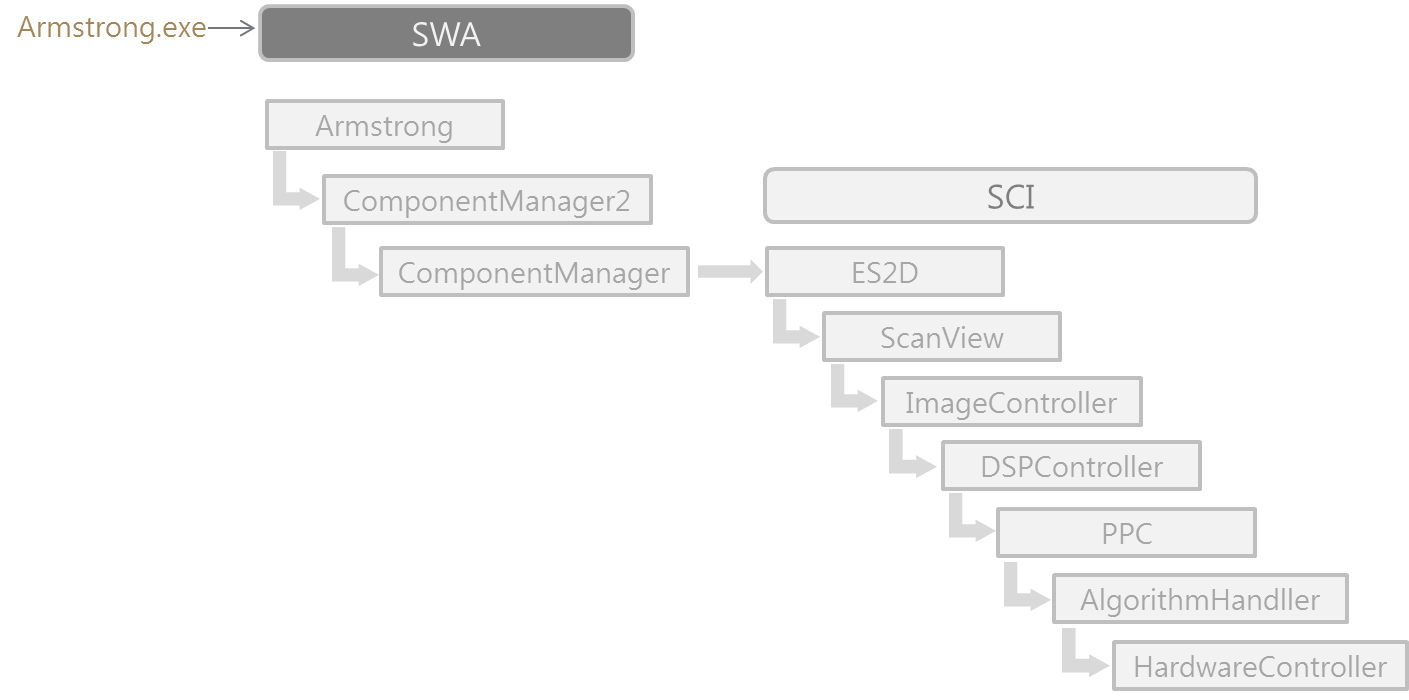 Armstrong.exe
SWA
Armstrong
ComponentManager2
SCI
ComponentManager
ES2D
ScanView
ImageController
DSPController
PPC
AlgorithmHandller
HardwareController